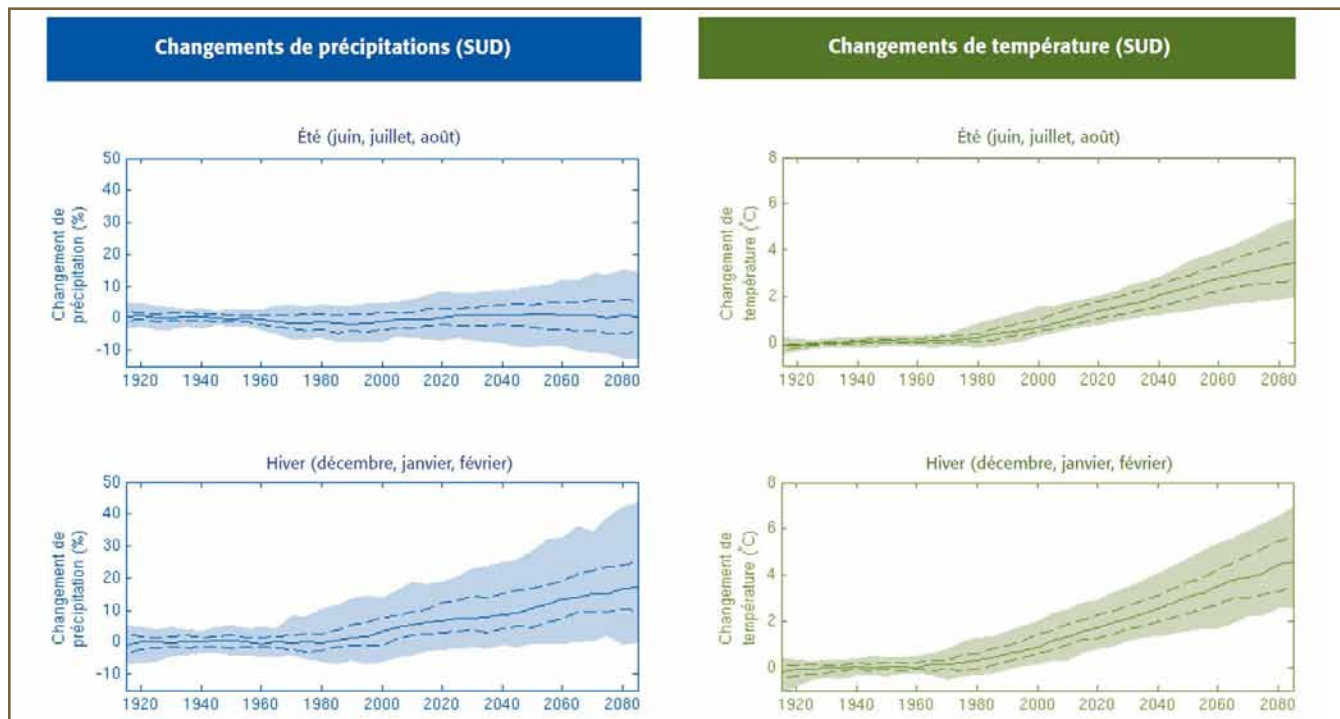 Changements de précipitations (SUD)
Changements de température (SUD)
Été (juin, juillet, août)
50
40
30
20
10
0
-10
Changement de
précipitation (%)
1920 1940 1960 1980 2000 2020 2040 2060 2080
Été (juin, juillet, août)
8
6
4
2
0
Changement de
température (°C)
1920 1940 1960 1980 2000 2020 2040 2060 2080
Hiver (décembre, janvier, février)
50
40
30
20
10
0
-10
Changement de
précipitation (%)
1920 1940 1960 1980 2000 2020 2040 2060 2080
Hiver (décembre, janvier, février)
8
6
4
2
0
Changement de
température (°C)
1920 1940 1960 1980 2000 2020 2040 2060 2080